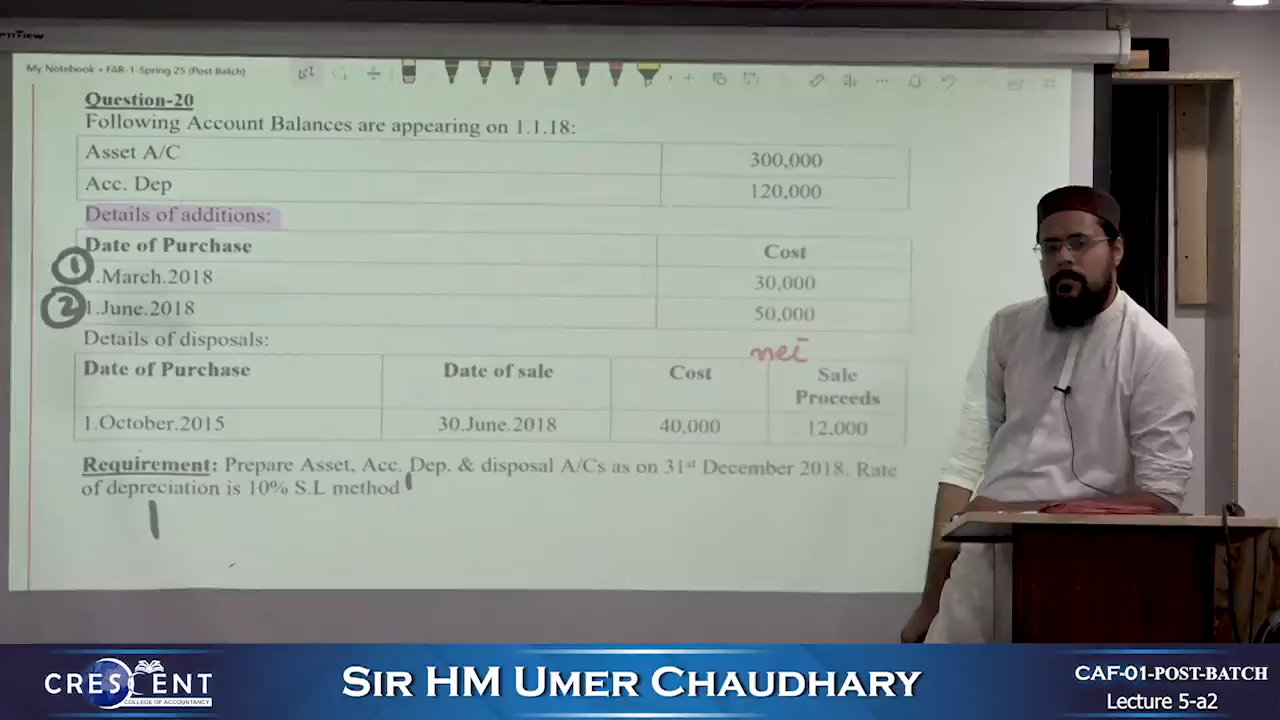 My Notebook • FAR-1 Spring 25 (Post Batch)
Question-20
Following Account Balances are appearing on 1.1.18:
Asset A/C 300,000
Acc. Dep 120,000
Details of additions:
Date of Purchase Cost
1 1.March.2018 30,000
2 1.June.2018 50,000
Details of disposals:
net
Date of Purchase Date of sale Cost Sale Proceeds
1.October.2015 30.June.2018 40,000 12,000
Requirement: Prepare Asset, Acc. Dep. & disposal A/Cs as on 31st December 2018. Rate
of depreciation is 10% S.L method
CRESCENT
COLLEGE OF ACCOUNTANCY
SIR HM UMER CHAUDHARY
CAF-01-POST-BATCH
Lecture 5-a2